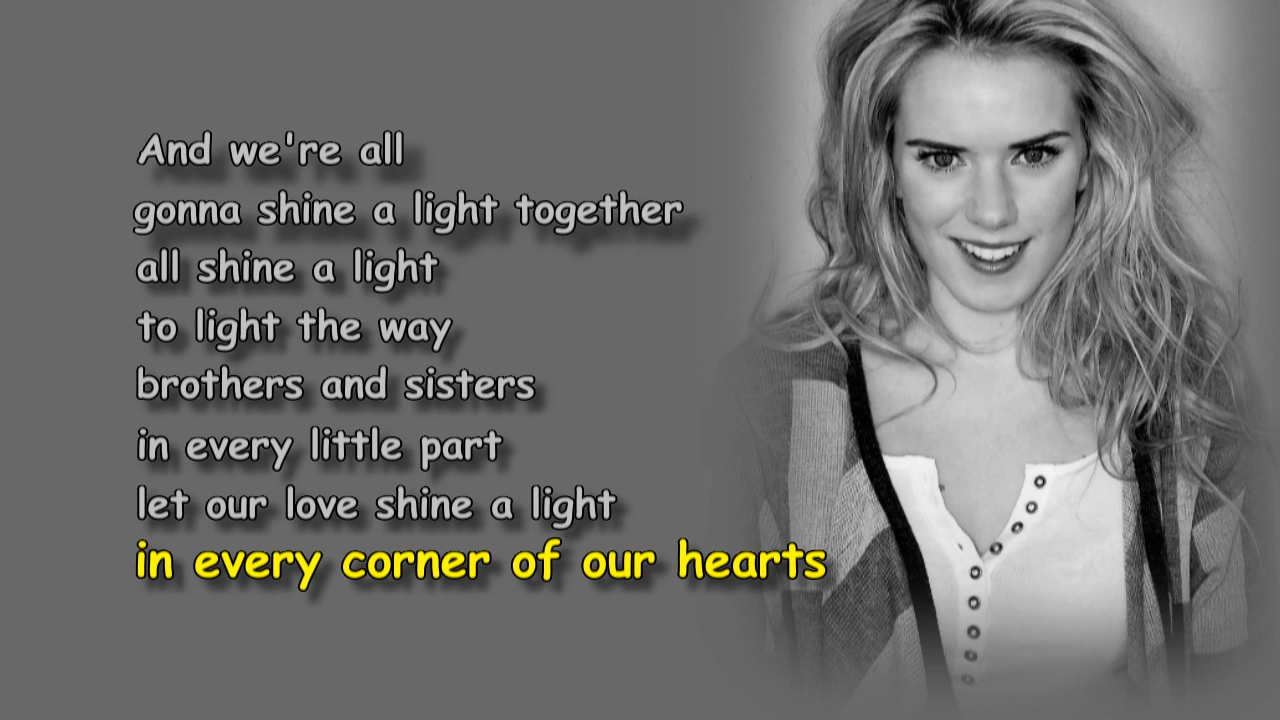 And we're all
gonna shine a light together
all shine a light
to light the way
brothers and sisters
in every little part
let our love shine a light
in every corner of our hearts